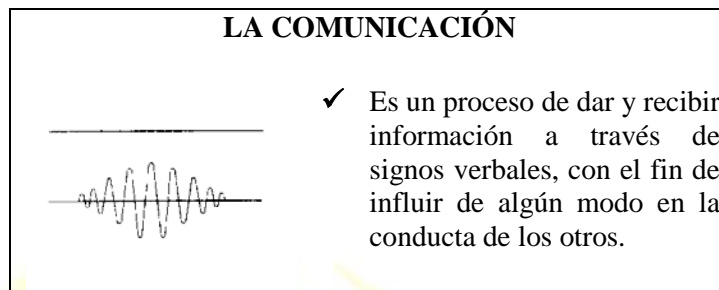 LA COMUNICACIÓN
✓ Es un proceso de dar y recibir
información a través de
signos verbales, con el fin de
influir de algún modo en la
conducta de los otros.